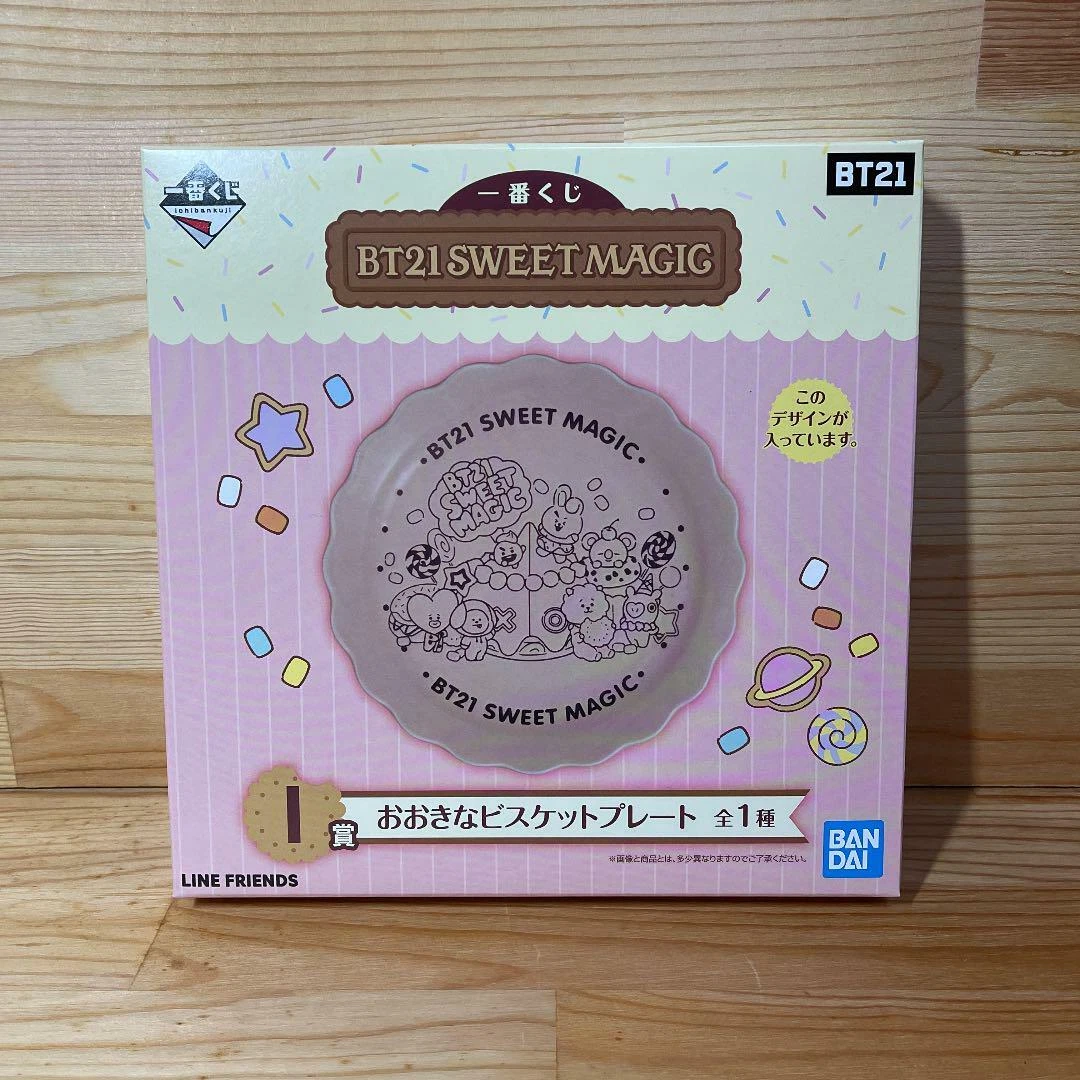 一番くじ
ichibankuji
一番くじ
BT21 SWEET MAGIC
BT21
この
デザインが
入っています。
・BT21 SWEET MAGIC・
BT21
SWEET
MAGIC
・BT21 SWEET MAGIC・
I賞 おおきなビスケットプレート 全1種
※画像と商品とは、多少異なりますのでご了承ください。
BAN
DAI
LINE FRIENDS